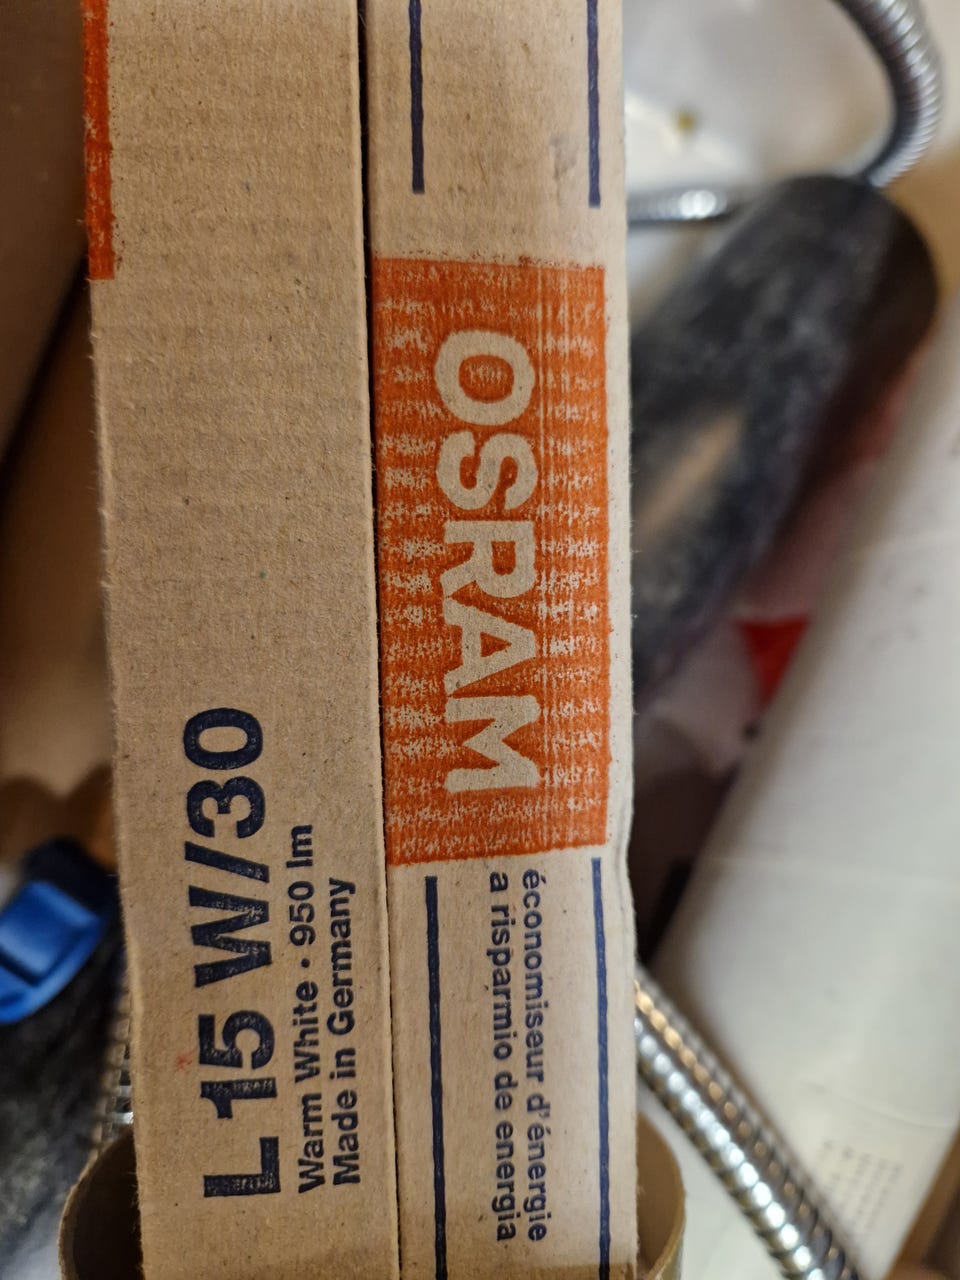 L 15 W/30
Warm White · 950 lm
Made in Germany
OSRAM
économiseur d'énergie
a risparmio de energia